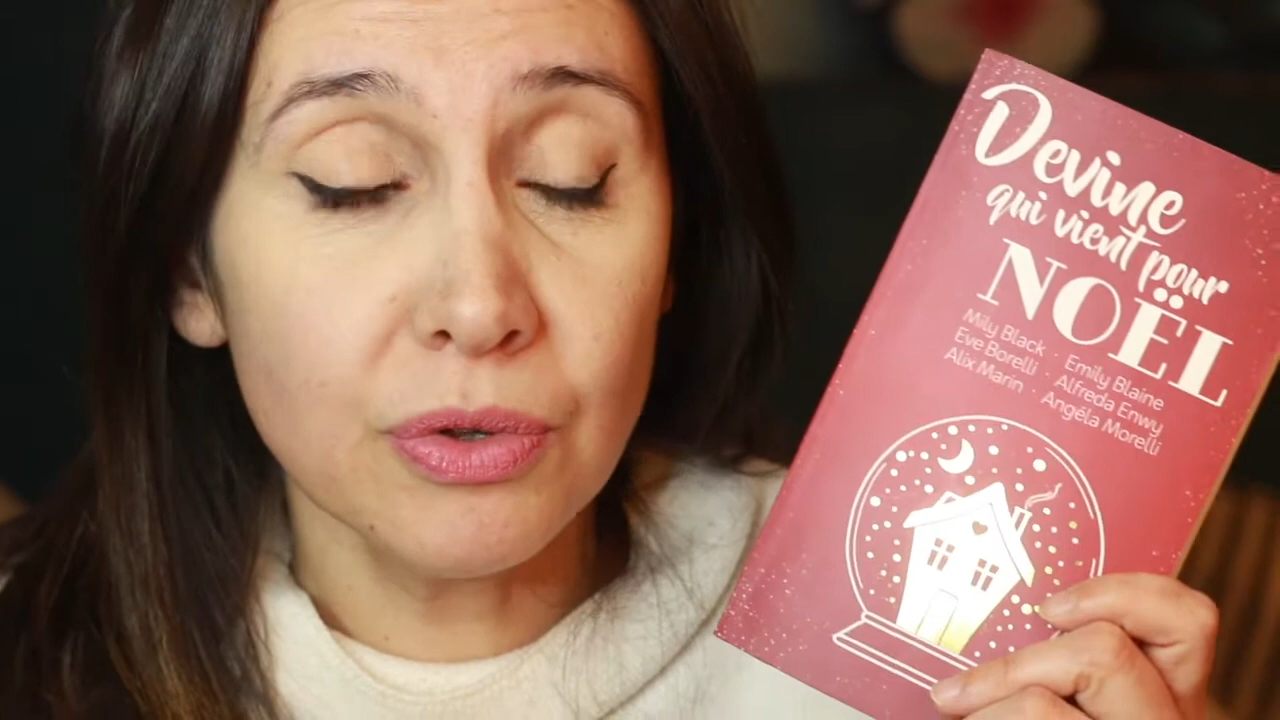 Devine
qui vient pour
NOËL
Mily Black · Emily Blaine
Eve Borelli · Alfreda Enwy
Alix Marin · Angéla Morelli